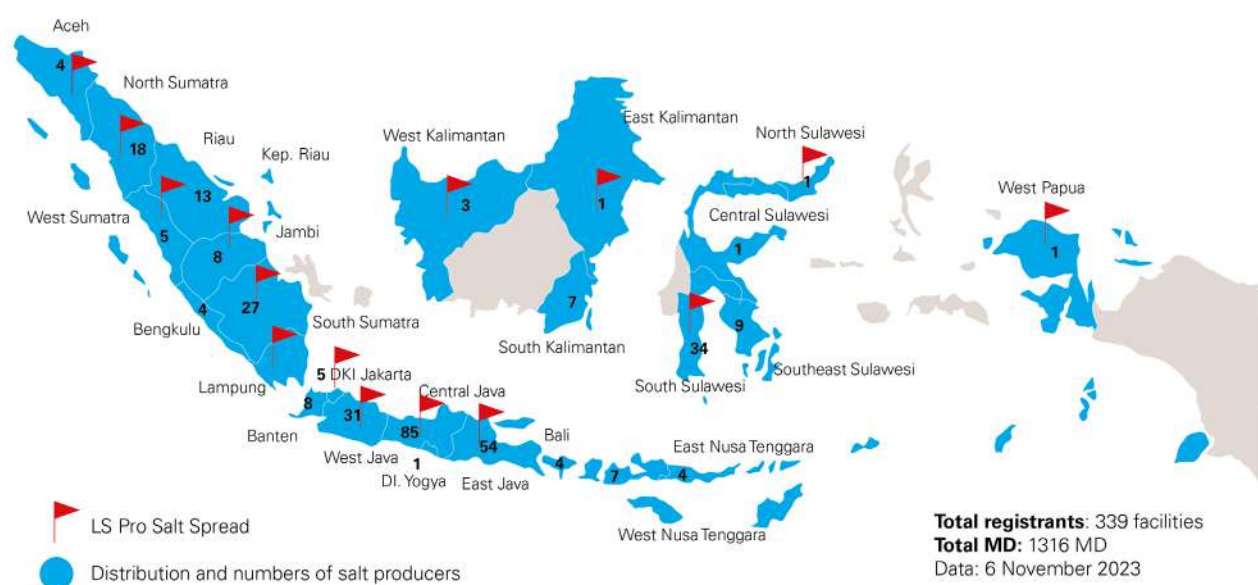 Aceh
4
North Sumatra
18
Riau
13
Kep. Riau
West Sumatra
5
Jambi
8
Bengkulu
4
27
South Sumatra
Lampung
West Kalimantan
3
East Kalimantan
1
7
South Kalimantan
North Sulawesi
1
Central Sulawesi
1
9
34
South Sulawesi
Southeast Sulawesi
West Papua
1
5 DKI Jakarta
8
Banten
31
West Java
Central Java
85
1
DI. Yogya
54
East Java
Bali
4
7
East Nusa Tenggara
4
West Nusa Tenggara
LS Pro Salt Spread
Distribution and numbers of salt producers
Total registrants: 339 facilities
Total MD: 1316 MD
Data: 6 November 2023